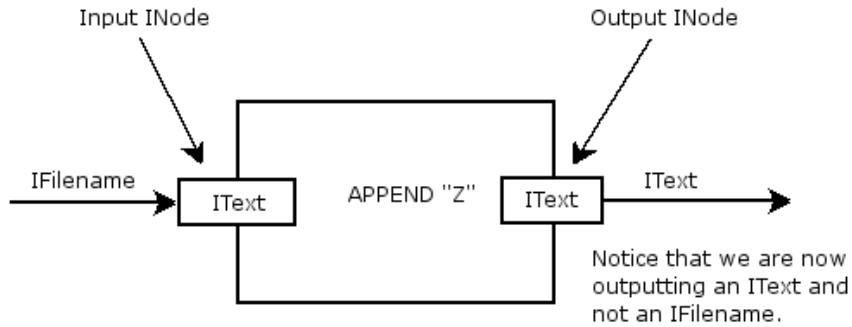 Input INode
Output INode
IFilename
IText
APPEND "Z"
IText
IText
Notice that we are now
outputting an IText and
not an IFilename.